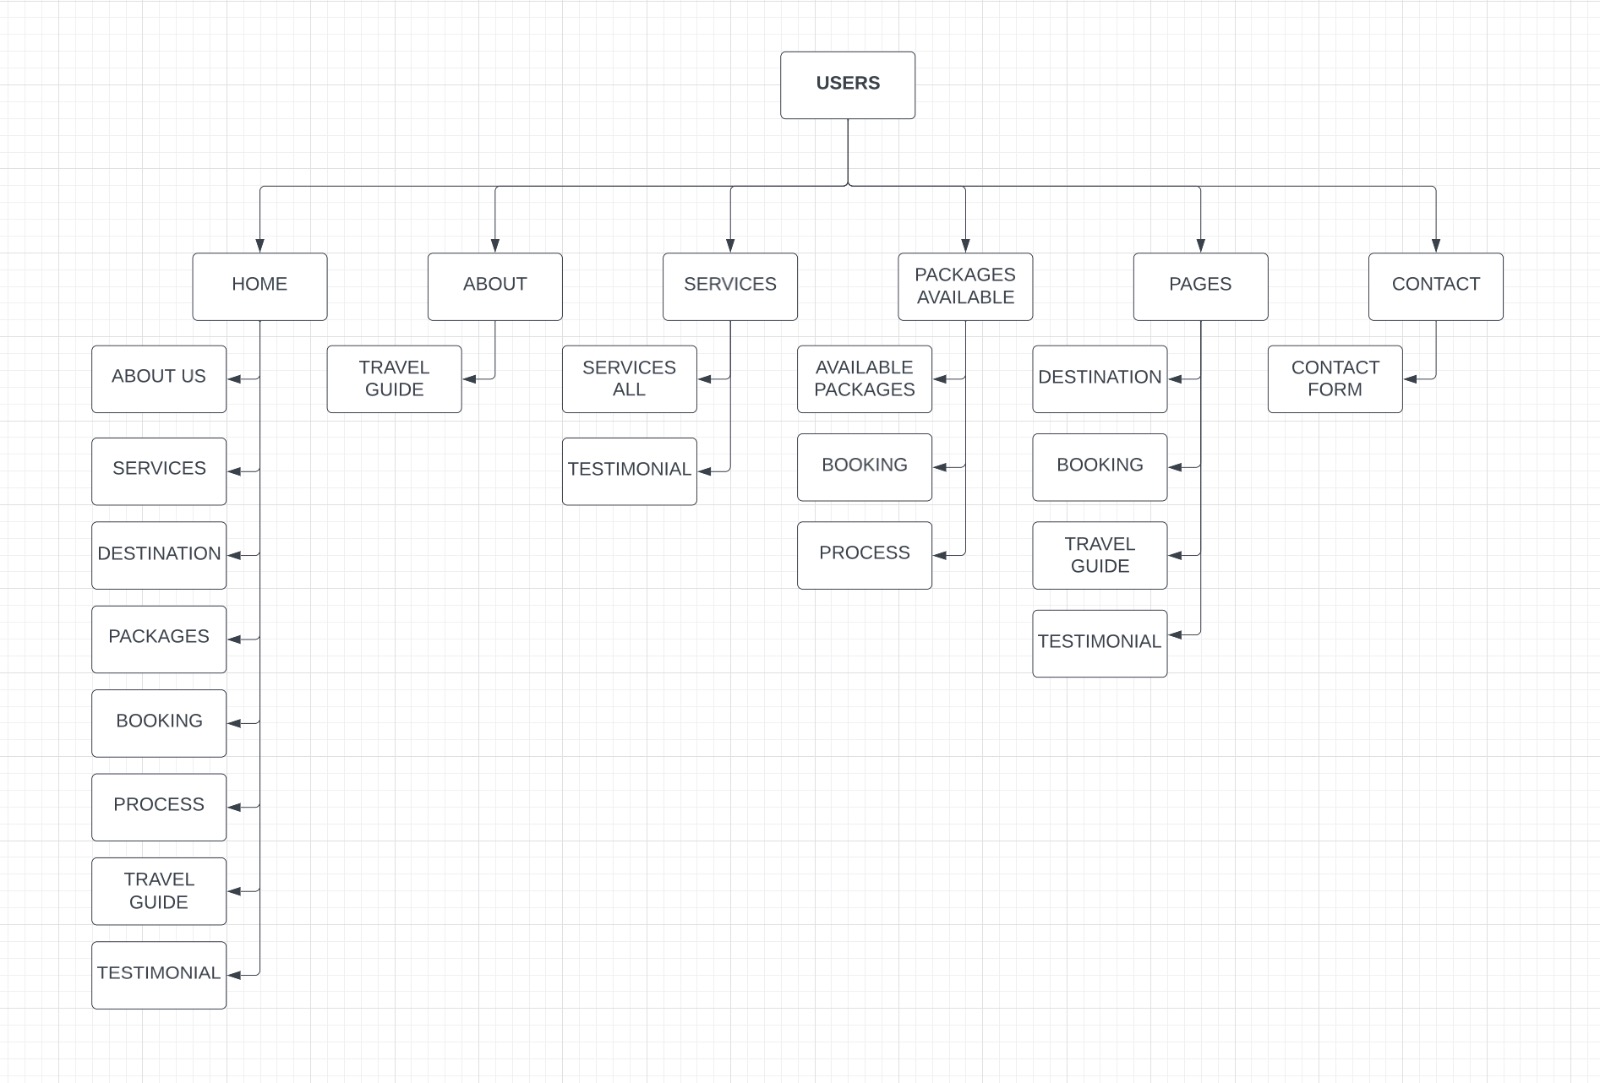 USERS
HOME
ABOUT
SERVICES
PACKAGES
AVAILABLE
PAGES
CONTACT
ABOUT US
SERVICES
DESTINATION
PACKAGES
BOOKING
PROCESS
TRAVEL
GUIDE
TESTIMONIAL
TRAVEL
GUIDE
SERVICES
ALL
TESTIMONIAL
AVAILABLE
PACKAGES
BOOKING
PROCESS
DESTINATION
BOOKING
TRAVEL
GUIDE
TESTIMONIAL
CONTACT
FORM